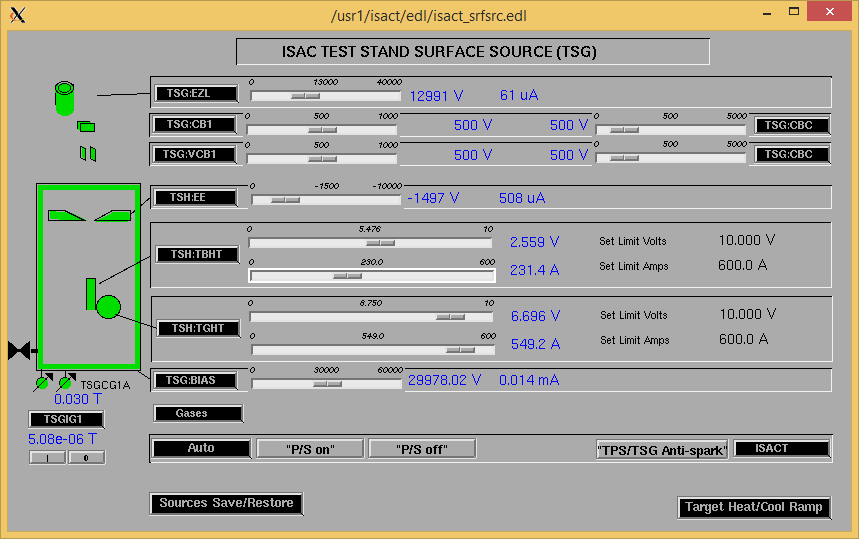 /usr1/isact/edl/isact_srfsrc.edl
ISAC TEST STAND SURFACE SOURCE (TSG)
TSG:EZL 0 13000 40000 12991 V 61 uA
TSG:CB1 0 500 1000 500 V 500 V 0 500 5000 TSG:CBC
TSG:VCB1 0 500 1000 500 V 500 V 0 500 5000 TSG:CBC
TSH:EE 0 -1500 -10000 -1497 V 508 uA
TSH:TBHT
0 5.476 10 2.559 V Set Limit Volts 10.000 V
0 230.0 600 231.4 A Set Limit Amps 600.0 A
TSH:TGHT
0 6.750 10 6.696 V Set Limit Volts 10.000 V
0 549.0 600 549.2 A Set Limit Amps 600.0 A
TSG:BIAS 0 30000 60000 29978.02 V 0.014 mA
TSGCG1A
0.030 T
TSGIG1
5.08e-06 T
I 0
Gases
Auto "P/S on" "P/S off" "TPS/TSG Anti-spark" ISACT
Sources Save/Restore Target Heat/Cool Ramp